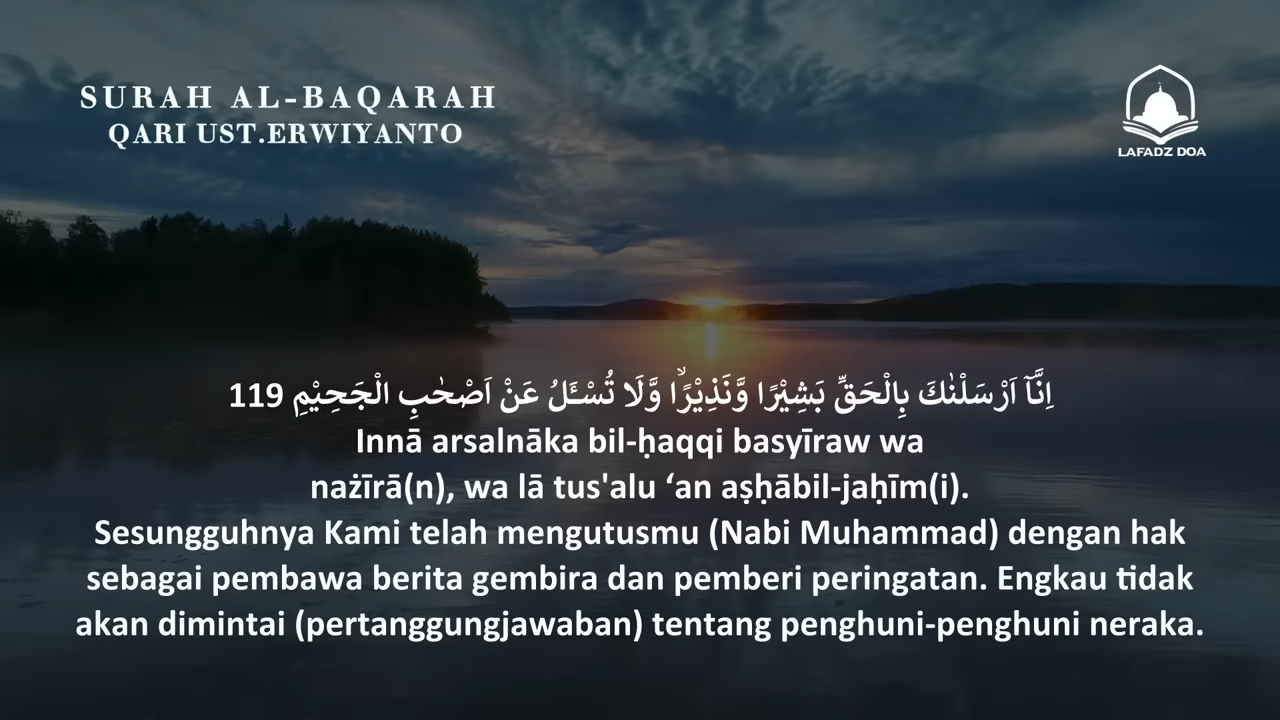 SURAH AL-BAQARAH
QARI UST.ERWIYANTO
LAFADZ DOA
اِنَّآ اَرْسَلْنٰكَ بِالْحَقِّ بَشِيْرًا وَّنَذِيْرًاۙ وَّلَا تُسْـَٔلُ عَنْ اَصْحٰبِ الْجَحِيْمِ 119
Innā arsalnāka bil-ḥaqqi basyīraw wa
nażīrā(n), wa lā tus'alu ‘an aṣḥābil-jaḥīm(i).
Sesungguhnya Kami telah mengutusmu (Nabi Muhammad) dengan hak
sebagai pembawa berita gembira dan pemberi peringatan. Engkau tidak
akan dimintai (pertanggungjawaban) tentang penghuni-penghuni neraka.